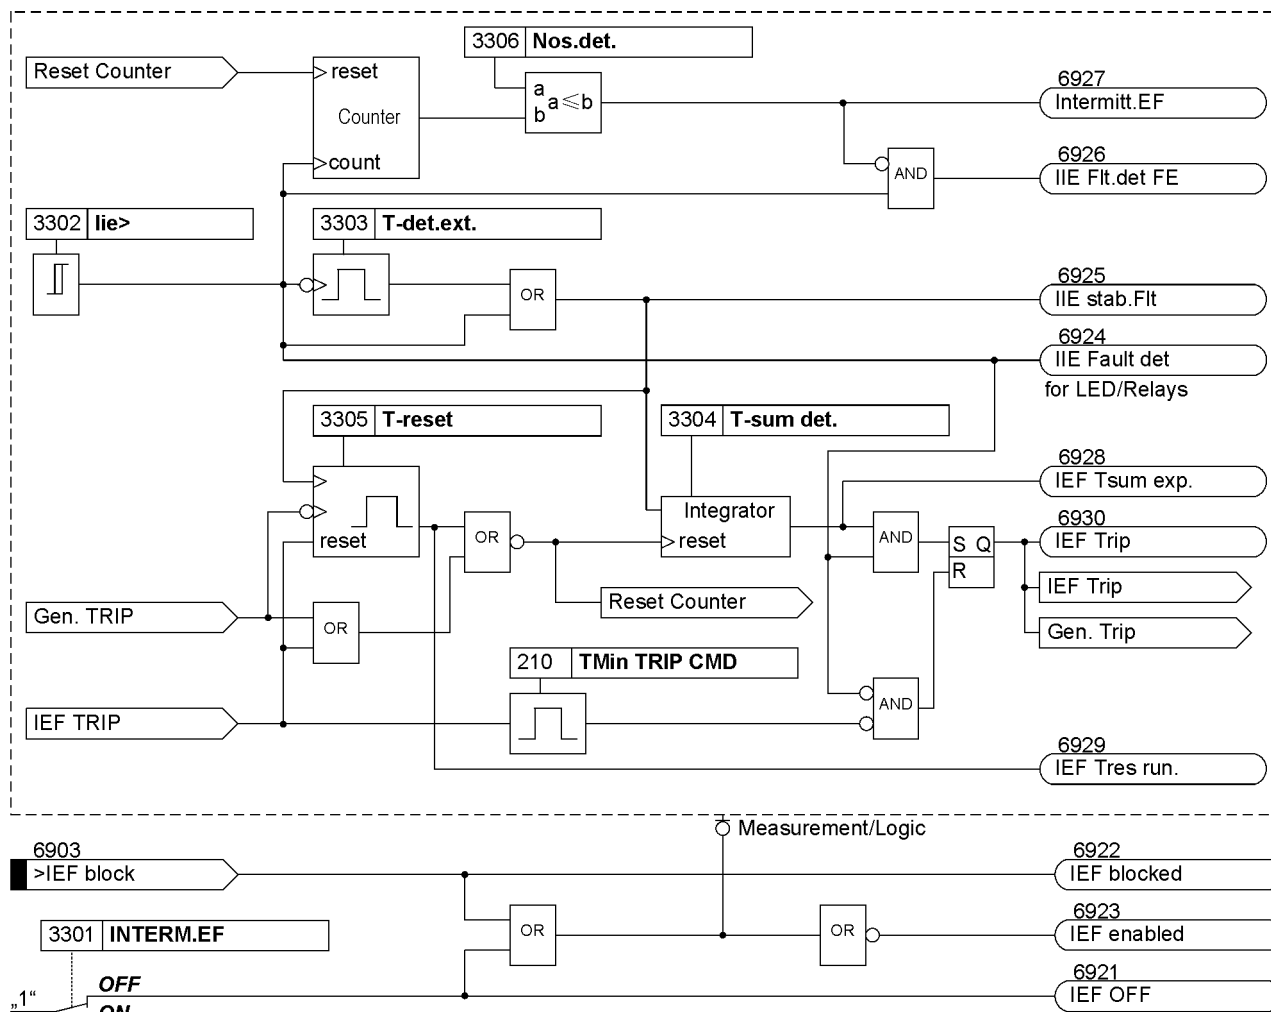 3306 Nos.det.
Reset Counter
reset
Counter
count
a
b
a ≤ b
6927
Intermitt.EF
6926
IIE Flt.det FE
AND
3302 Iie>
3303 T-det.ext.
OR
6925
IIE stab.Flt
6924
IIE Fault det
for LED/Relays
3305 T-reset
3304 T-sum det.
reset
OR
Integrator
reset
AND
S Q
R
6928
IEF Tsum exp.
6930
IEF Trip
IEF Trip
Gen. Trip
Reset Counter
Gen. TRIP
OR
210 TMin TRIP CMD
AND
IEF TRIP
6929
IEF Tres run.
Measurement/Logic
6903
>IEF block
6922
IEF blocked
3301 INTERM.EF
OR
OR
6923
IEF enabled
OFF
6921
IEF OFF
„1“
ON